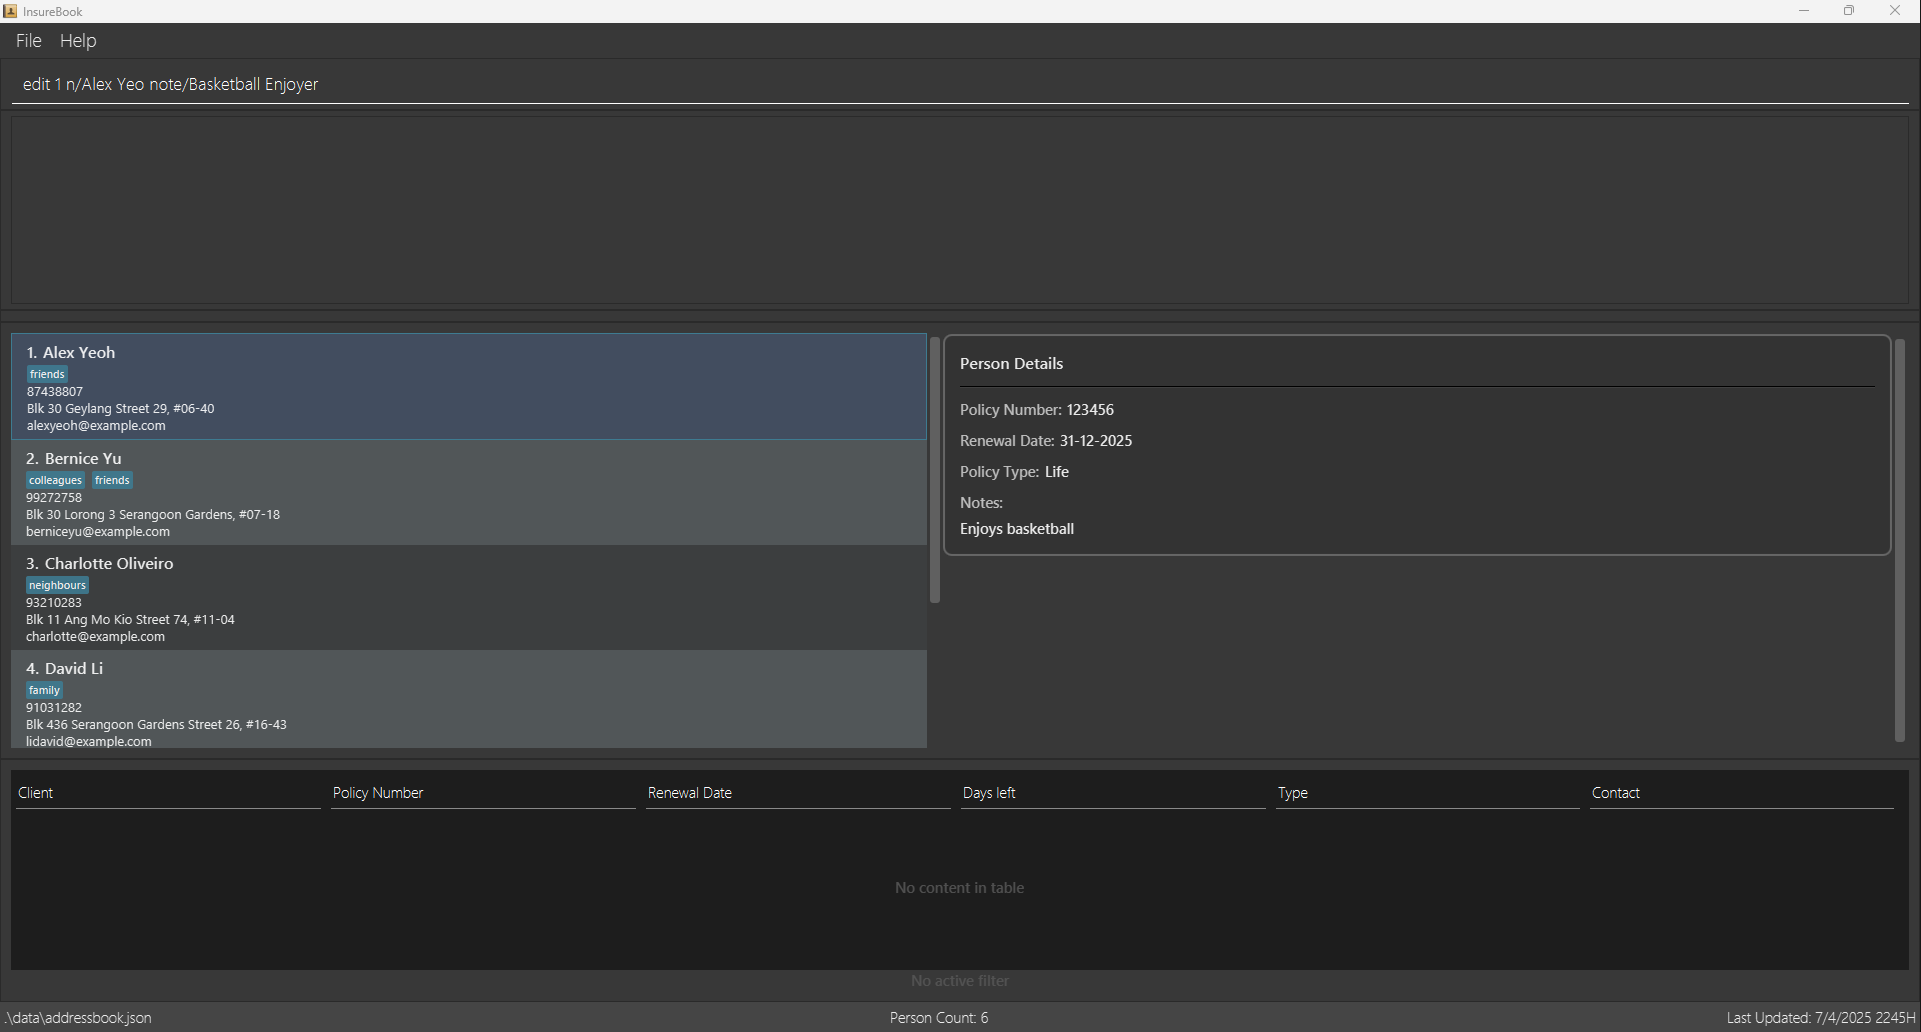 InsureBook
File Help
edit 1 n/Alex Yeo note/Basketball Enjoyer
1. Alex Yeoh
friends
87438807
Blk 30 Geylang Street 29, #06-40
alexyeoh@example.com
2. Bernice Yu
colleagues friends
99272758
Blk 30 Lorong 3 Serangoon Gardens, #07-18
berniceyu@example.com
3. Charlotte Oliveiro
neighbours
93210283
Blk 11 Ang Mo Kio Street 74, #11-04
charlotte@example.com
4. David Li
family
91031282
Blk 436 Serangoon Gardens Street 26, #16-43
lidavid@example.com
Person Details
Policy Number: 123456
Renewal Date: 31-12-2025
Policy Type: Life
Notes:
Enjoys basketball
Client Policy Number Renewal Date Days left Type Contact
No content in table
No active filter
.\data\addressbook.json Person Count: 6 Last Updated: 7/4/2025 2245H